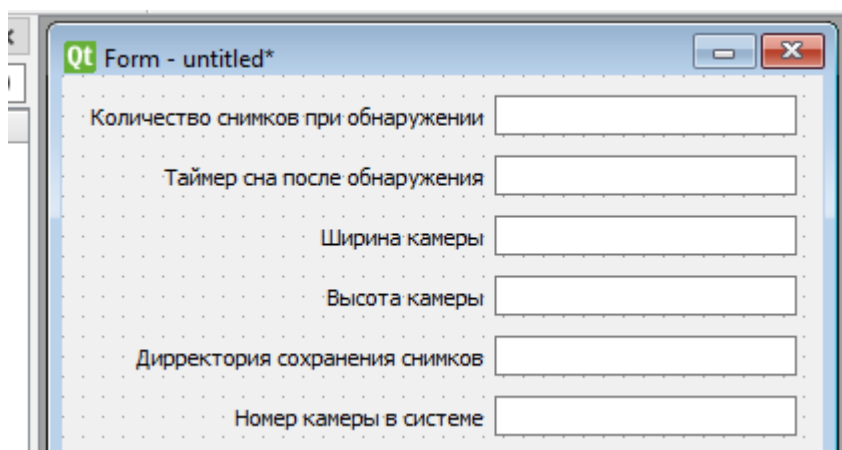 Qt Form - untitled*
Количество снимков при обнаружении
Таймер сна после обнаружения
Ширина камеры
Высота камеры
Дирректория сохранения снимков
Номер камеры в системе